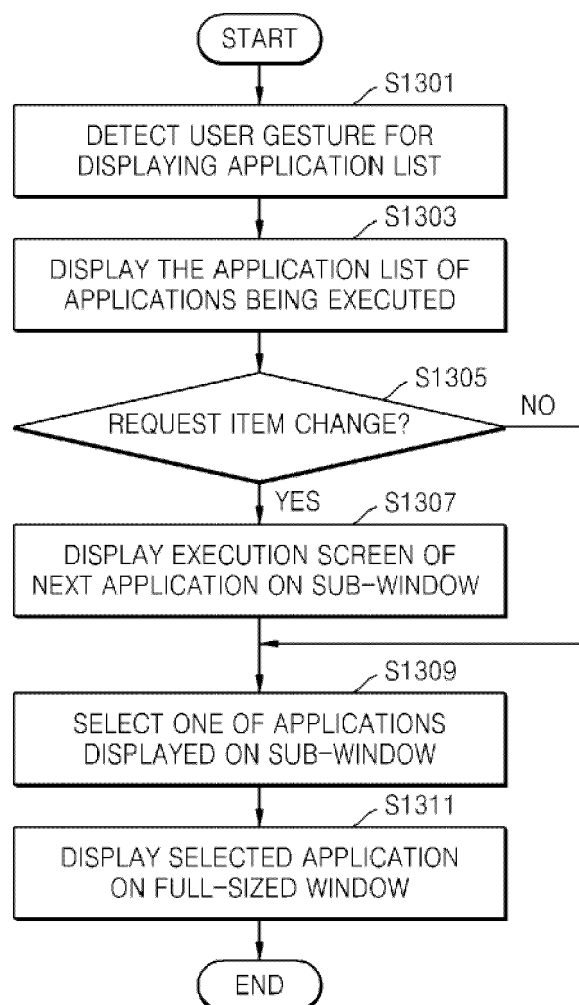 START
S1301
DETECT USER GESTURE FOR
DISPLAYING APPLICATION LIST
S1303
DISPLAY THE APPLICATION LIST OF
APPLICATIONS BEING EXECUTED
S1305
REQUEST ITEM CHANGE?
NO
YES
S1307
DISPLAY EXECUTION SCREEN OF
NEXT APPLICATION ON SUB-WINDOW
S1309
SELECT ONE OF APPLICATIONS
DISPLAYED ON SUB-WINDOW
S1311
DISPLAY SELECTED APPLICATION
ON FULL-SIZED WINDOW
END